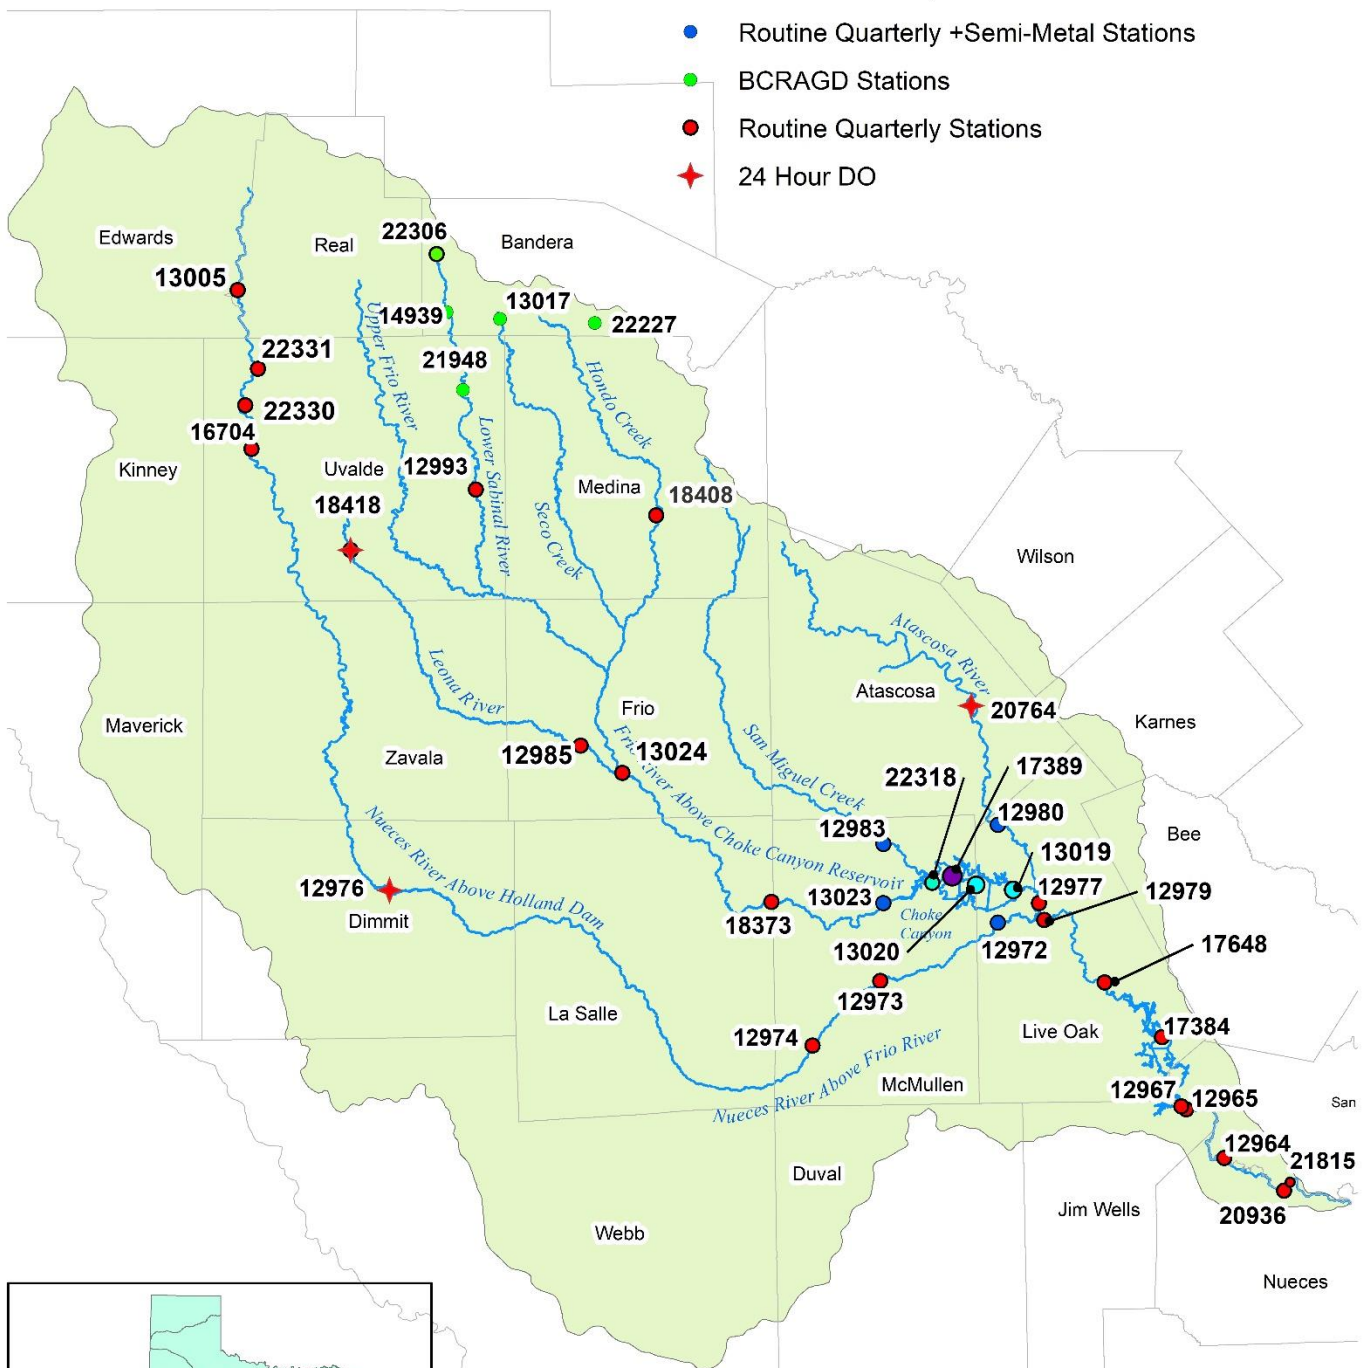 Routine Quarterly +Semi-Metal Stations
BCRAGD Stations
Routine Quarterly Stations
24 Hour DO
Edwards
Real
22306
Bandera
13005
14939
13017
22227
Upper Frio River
22331
21948
Hondo Creek
22330
16704
Lower Sabinal River
Kinney
Uvalde
12993
Medina
18408
18418
Seco Creek
Wilson
Atascosa River
Leona River
Atascosa
20764
Maverick
Frio
Karnes
Zavala
12985
13024
San Miguel Creek
22318
17389
Frio River Above Choke Canyon Reservoir
12983
12980
Bee
13019
Nueces River Above Holland Dam
12976
13023
12977
12979
Dimmit
18373
Choke
Canyon
13020
12972
17648
12973
La Salle
12974
Live Oak
17384
Nueces River Above Frio River
McMullen
12967
12965
San
12964
21815
Duval
Jim Wells
20936
Webb
Nueces